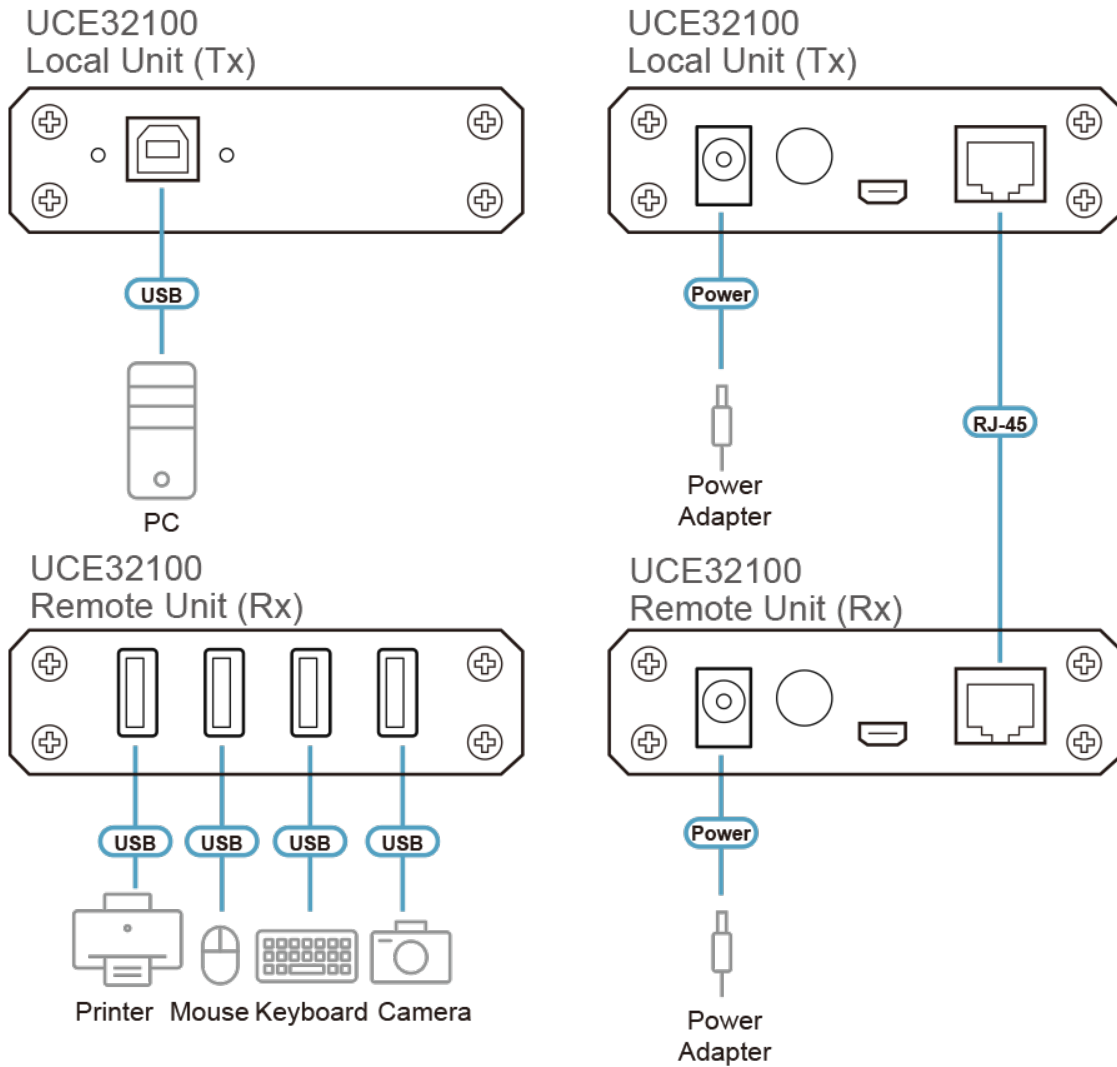 UCE32100
Local Unit (Tx)
USB
PC
UCE32100
Local Unit (Tx)
Power
Power
Adapter
RJ-45
UCE32100
Remote Unit (Rx)
USB
USB
USB
USB
Printer
Mouse
Keyboard
Camera
UCE32100
Remote Unit (Rx)
Power
Power
Adapter